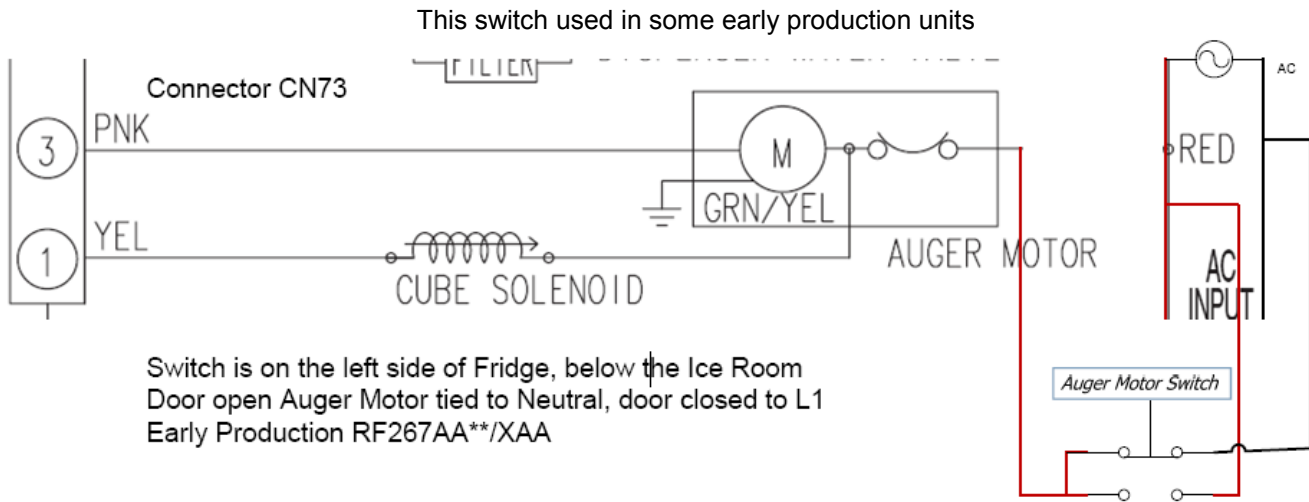 This switch used in some early production units
FILTER
AC
Connector CN73
3
PNK
M
RED
GRN/YEL
1
YEL
AUGER MOTOR
CUBE SOLENOID
AC
INPUT
Switch is on the left side of Fridge, below the Ice Room
Door open Auger Motor tied to Neutral, door closed to L1
Early Production RF267AA**/XAA
Auger Motor Switch